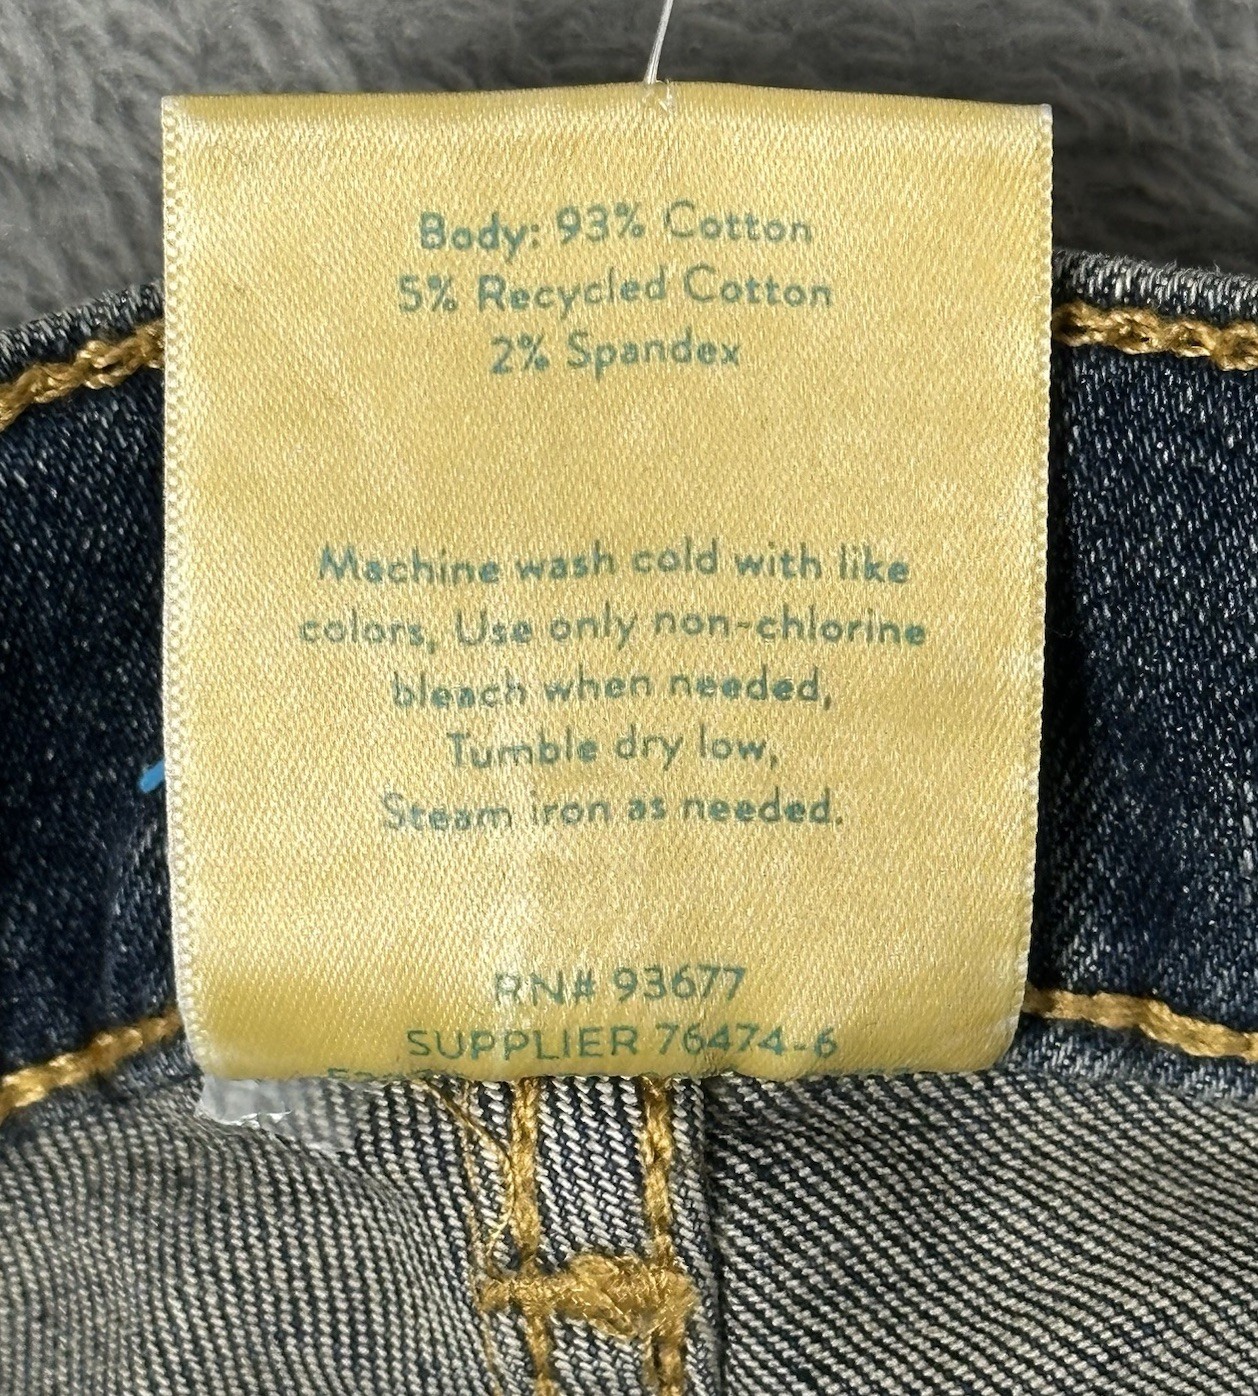 Body: 93% Cotton
5% Recycled Cotton
2% Spandex
Machine wash cold with like
colors, Use only non-chlorine
bleach when needed,
Tumble dry low,
Steam iron as needed.
RN# 93677
SUPPLIER 76474-6